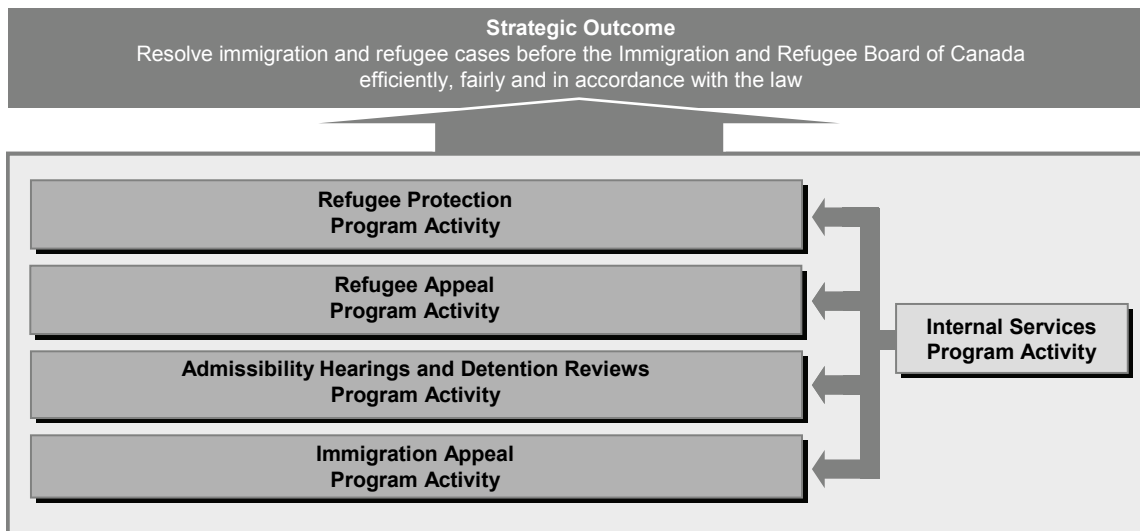 Strategic Outcome
Resolve immigration and refugee cases before the Immigration and Refugee Board of Canada
efficiently, fairly and in accordance with the law
Refugee Protection
Program Activity
Refugee Appeal
Program Activity
Admissibility Hearings and Detention Reviews
Program Activity
Immigration Appeal
Program Activity
Internal Services
Program Activity